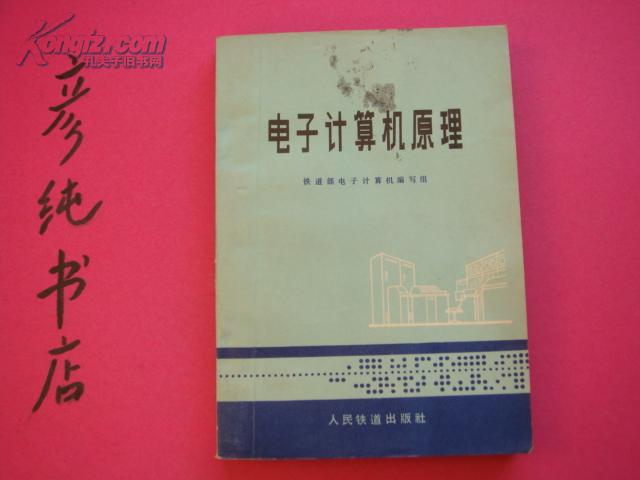 Kongfz.com
孔夫子旧书网
彦纯书店
电子计算机原理
铁道部电子计算机编写组
人民铁道出版社